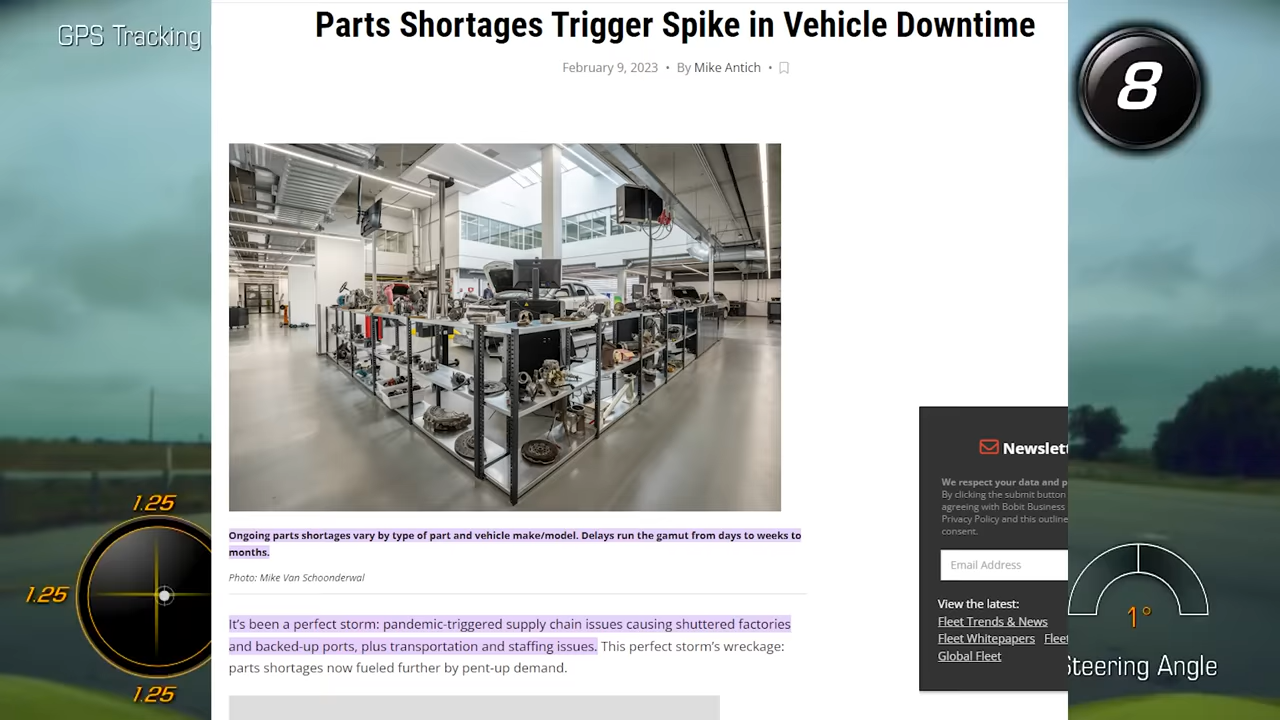 GPS Tracking
Parts Shortages Trigger Spike in Vehicle Downtime
February 9, 2023 • By Mike Antich •
8
Ongoing parts shortages vary by type of part and vehicle make/model. Delays run the gamut from days to weeks to
months.
Photo: Mike Van Schoonderwal
It's been a perfect storm: pandemic-triggered supply chain issues causing shuttered factories
and backed-up ports, plus transportation and staffing issues. This perfect storm's wreckage:
parts shortages now fueled further by pent-up demand.
Newslett
We respect your data and p
By clicking the submit button
agreeing with Bobit Business
Privacy Policy and this outline
consent.
Email Address
View the latest:
Fleet Trends & News
Fleet Whitepapers Fleet
Global Fleet
1.25
1.25
1.25
1°
Steering Angle